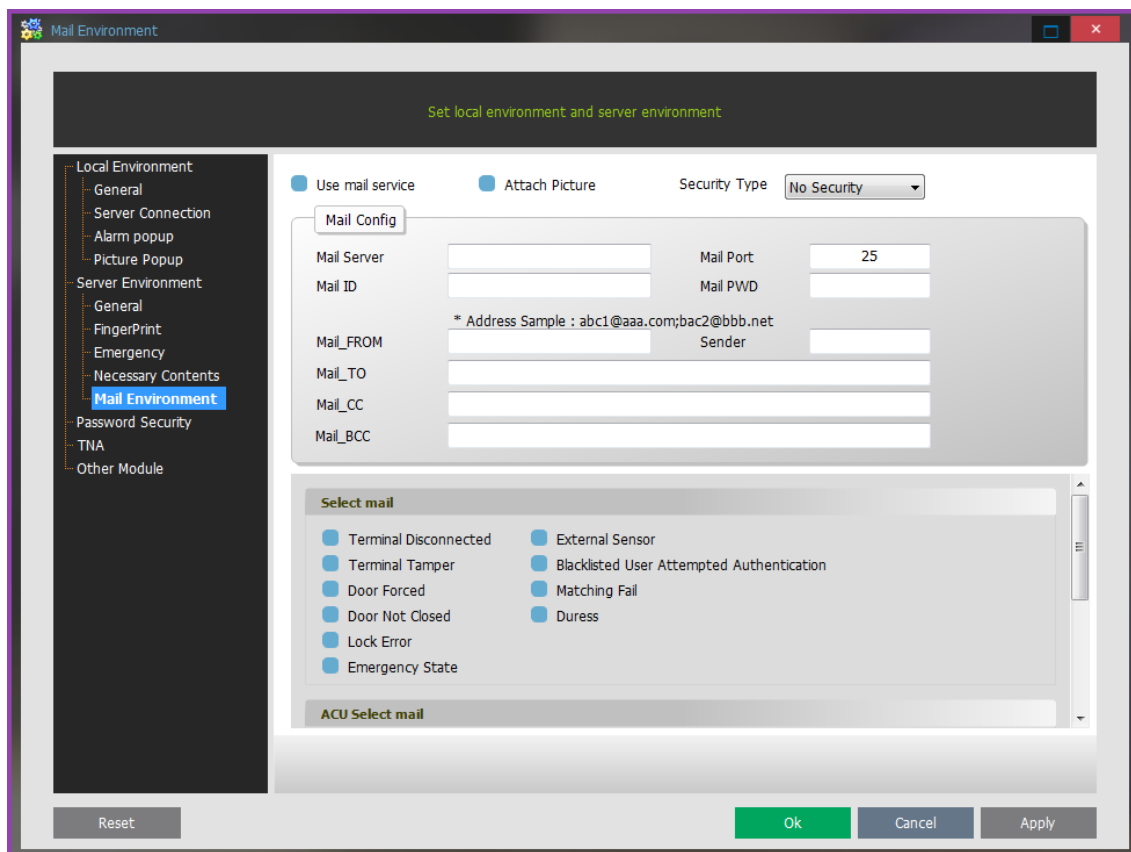 Mail Environment
Set local environment and server environment
Local Environment
General
Server Connection
Alarm popup
Picture Popup
Server Environment
General
FingerPrint
Emergency
Necessary Contents
Mail Environment
Password Security
TNA
Other Module
Use mail service Attach Picture Security Type No Security
Mail Config
Mail Server Mail Port 25
Mail ID Mail PWD
* Address Sample : abc1@aaa.com;bac2@bbb.net
Mail_FROM Sender
Mail_TO
Mail_CC
Mail_BCC
Select mail
Terminal Disconnected External Sensor
Terminal Tamper Blacklisted User Attempted Authentication
Door Forced Matching Fail
Door Not Closed Duress
Lock Error
Emergency State
ACU Select mail
Reset Ok Cancel Apply